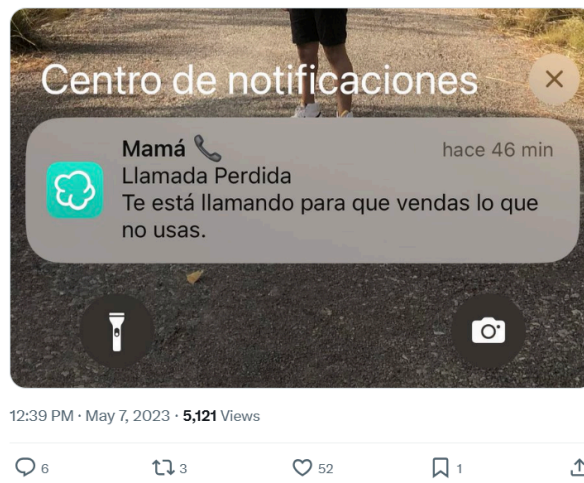 Centro de notificaciones
Mamá 📞 hace 46 min
Llamada Perdida
Te está llamando para que vendas lo que
no usas.
12:39 PM · May 7, 2023 · 5,121 Views
6 3 52 1